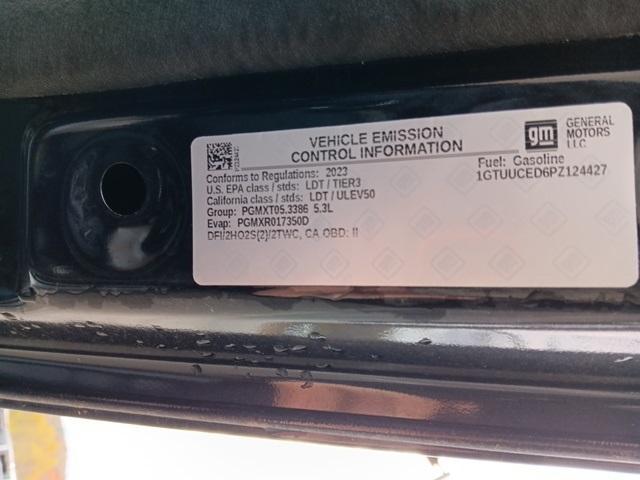 VEHICLE EMISSION
CONTROL INFORMATION
gm
GENERAL
MOTORS
LLC
Conforms to Regulations: 2023
U.S. EPA class / stds: LDT / TIER3
California class / stds: LDT / ULEV50
Group: PGMXT05.3386 5.3L
Evap: PGMXR017350D
DFI/2HO2S(2)/2TWC, CA OBD: II
Fuel: Gasoline
1GTUUCED6PZ124427